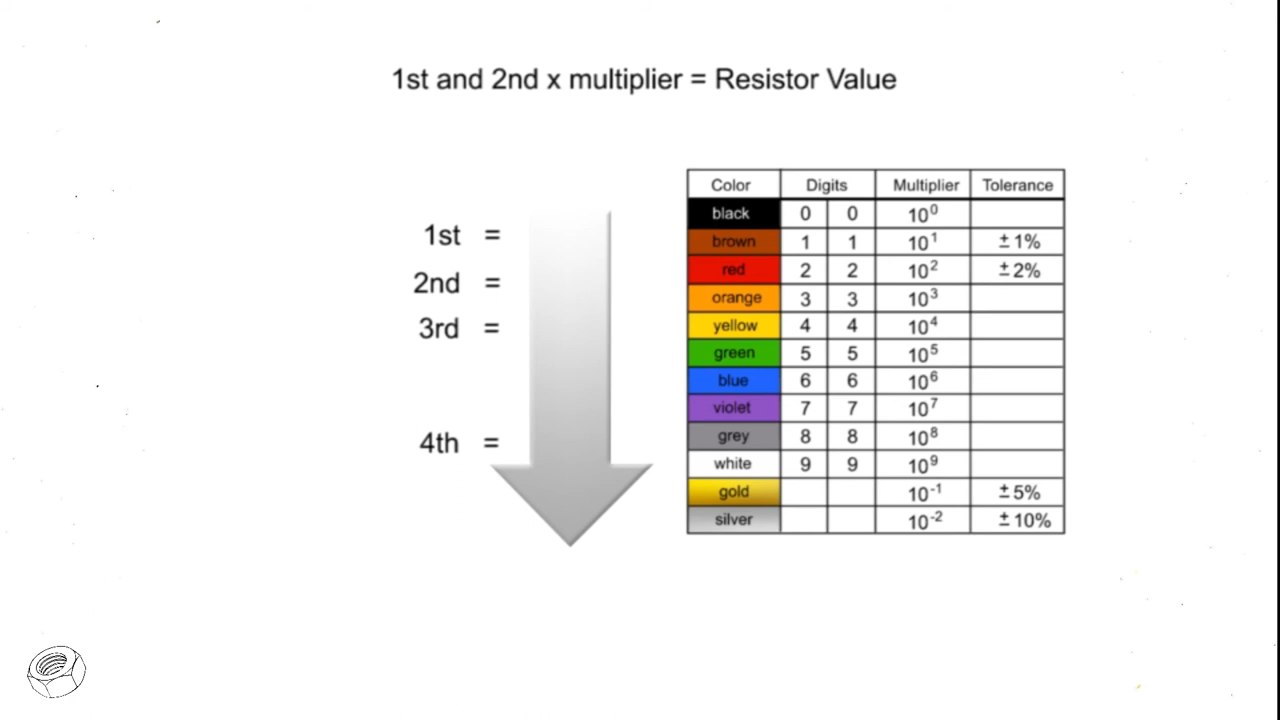 1st and 2nd x multiplier = Resistor Value
1st =
2nd =
3rd =
4th =
Color Digits Multiplier Tolerance
black 0 0 10⁰
brown 1 1 10¹ ±1%
red 2 2 10² ±2%
orange 3 3 10³
yellow 4 4 10⁴
green 5 5 10⁵
blue 6 6 10⁶
violet 7 7 10⁷
grey 8 8 10⁸
white 9 9 10⁹
gold 10⁻¹ ±5%
silver 10⁻² ±10%